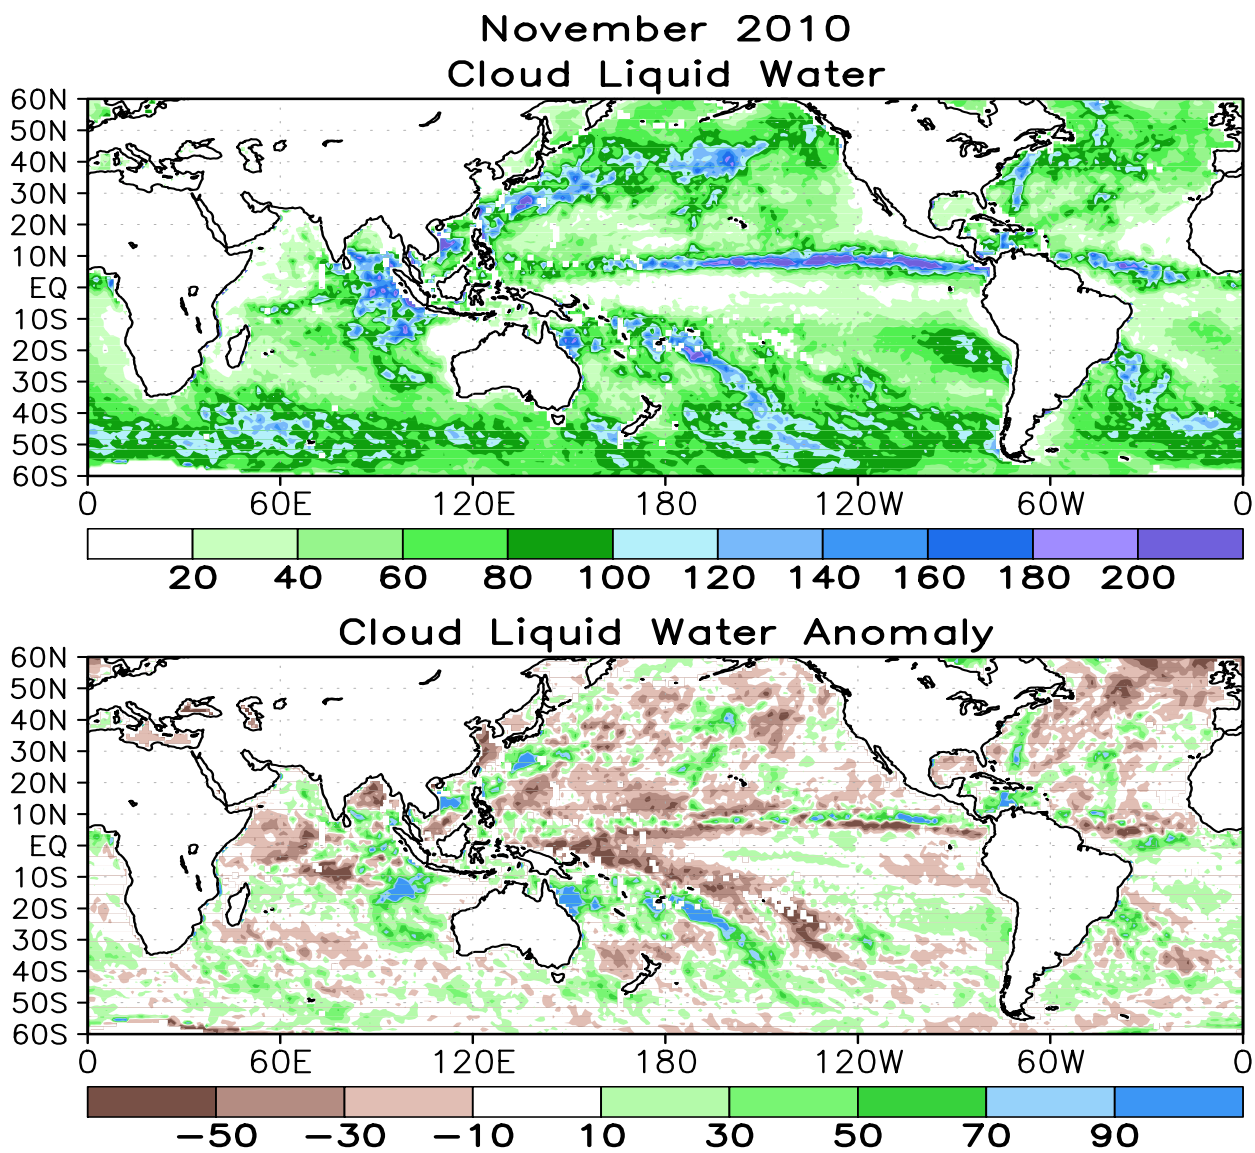 November 2010
Cloud Liquid Water
60N
50N
40N
30N
20N
10N
EQ
10S
20S
30S
40S
50S
60S
0 60E 120E 180 120W 60W 0
20 40 60 80 100 120 140 160 180 200
Cloud Liquid Water Anomaly
60N
50N
40N
30N
20N
10N
EQ
10S
20S
30S
40S
50S
60S
0 60E 120E 180 120W 60W 0
−50 −30 −10 10 30 50 70 90